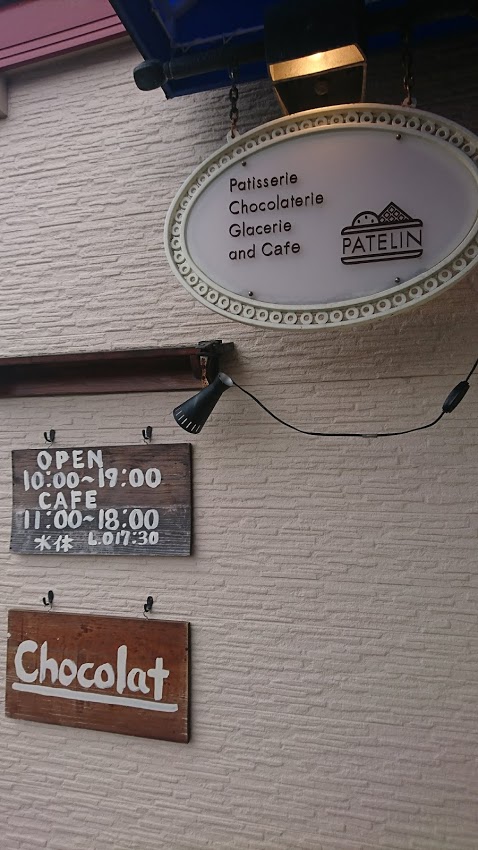 Patisserie
Chocolaterie
Glacerie
and Cafe
PATELIN
OPEN
10:00~19:00
CAFE
11:00~18:00
水休 L.O17:30
Chocolat